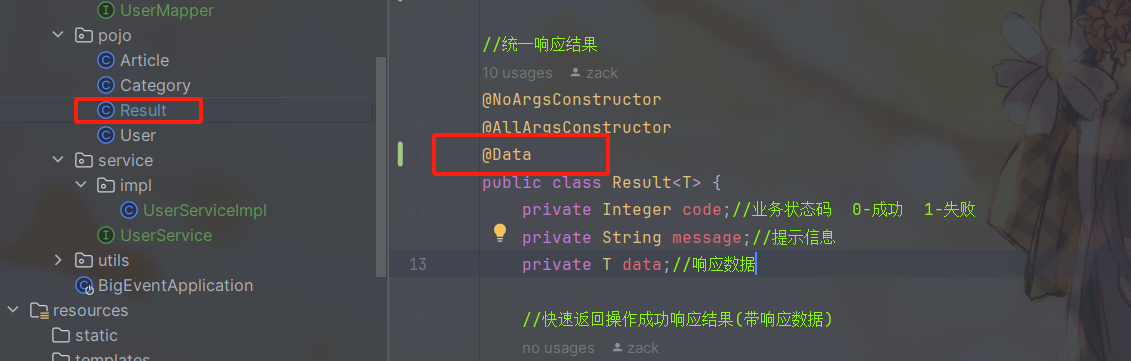 UserMapper
pojo
Article
Category
Result
User
service
impl
UserServiceImpl
UserService
utils
BigEventApplication
resources
static
templates
//统一响应结果
10 usages zack
@NoArgsConstructor
@AllArgsConstructor
@Data
public class Result<T> {
private Integer code;//业务状态码 0-成功 1-失败
private String message;//提示信息
13 private T data;//响应数据
//快速返回操作成功响应结果(带响应数据)
no usages zack